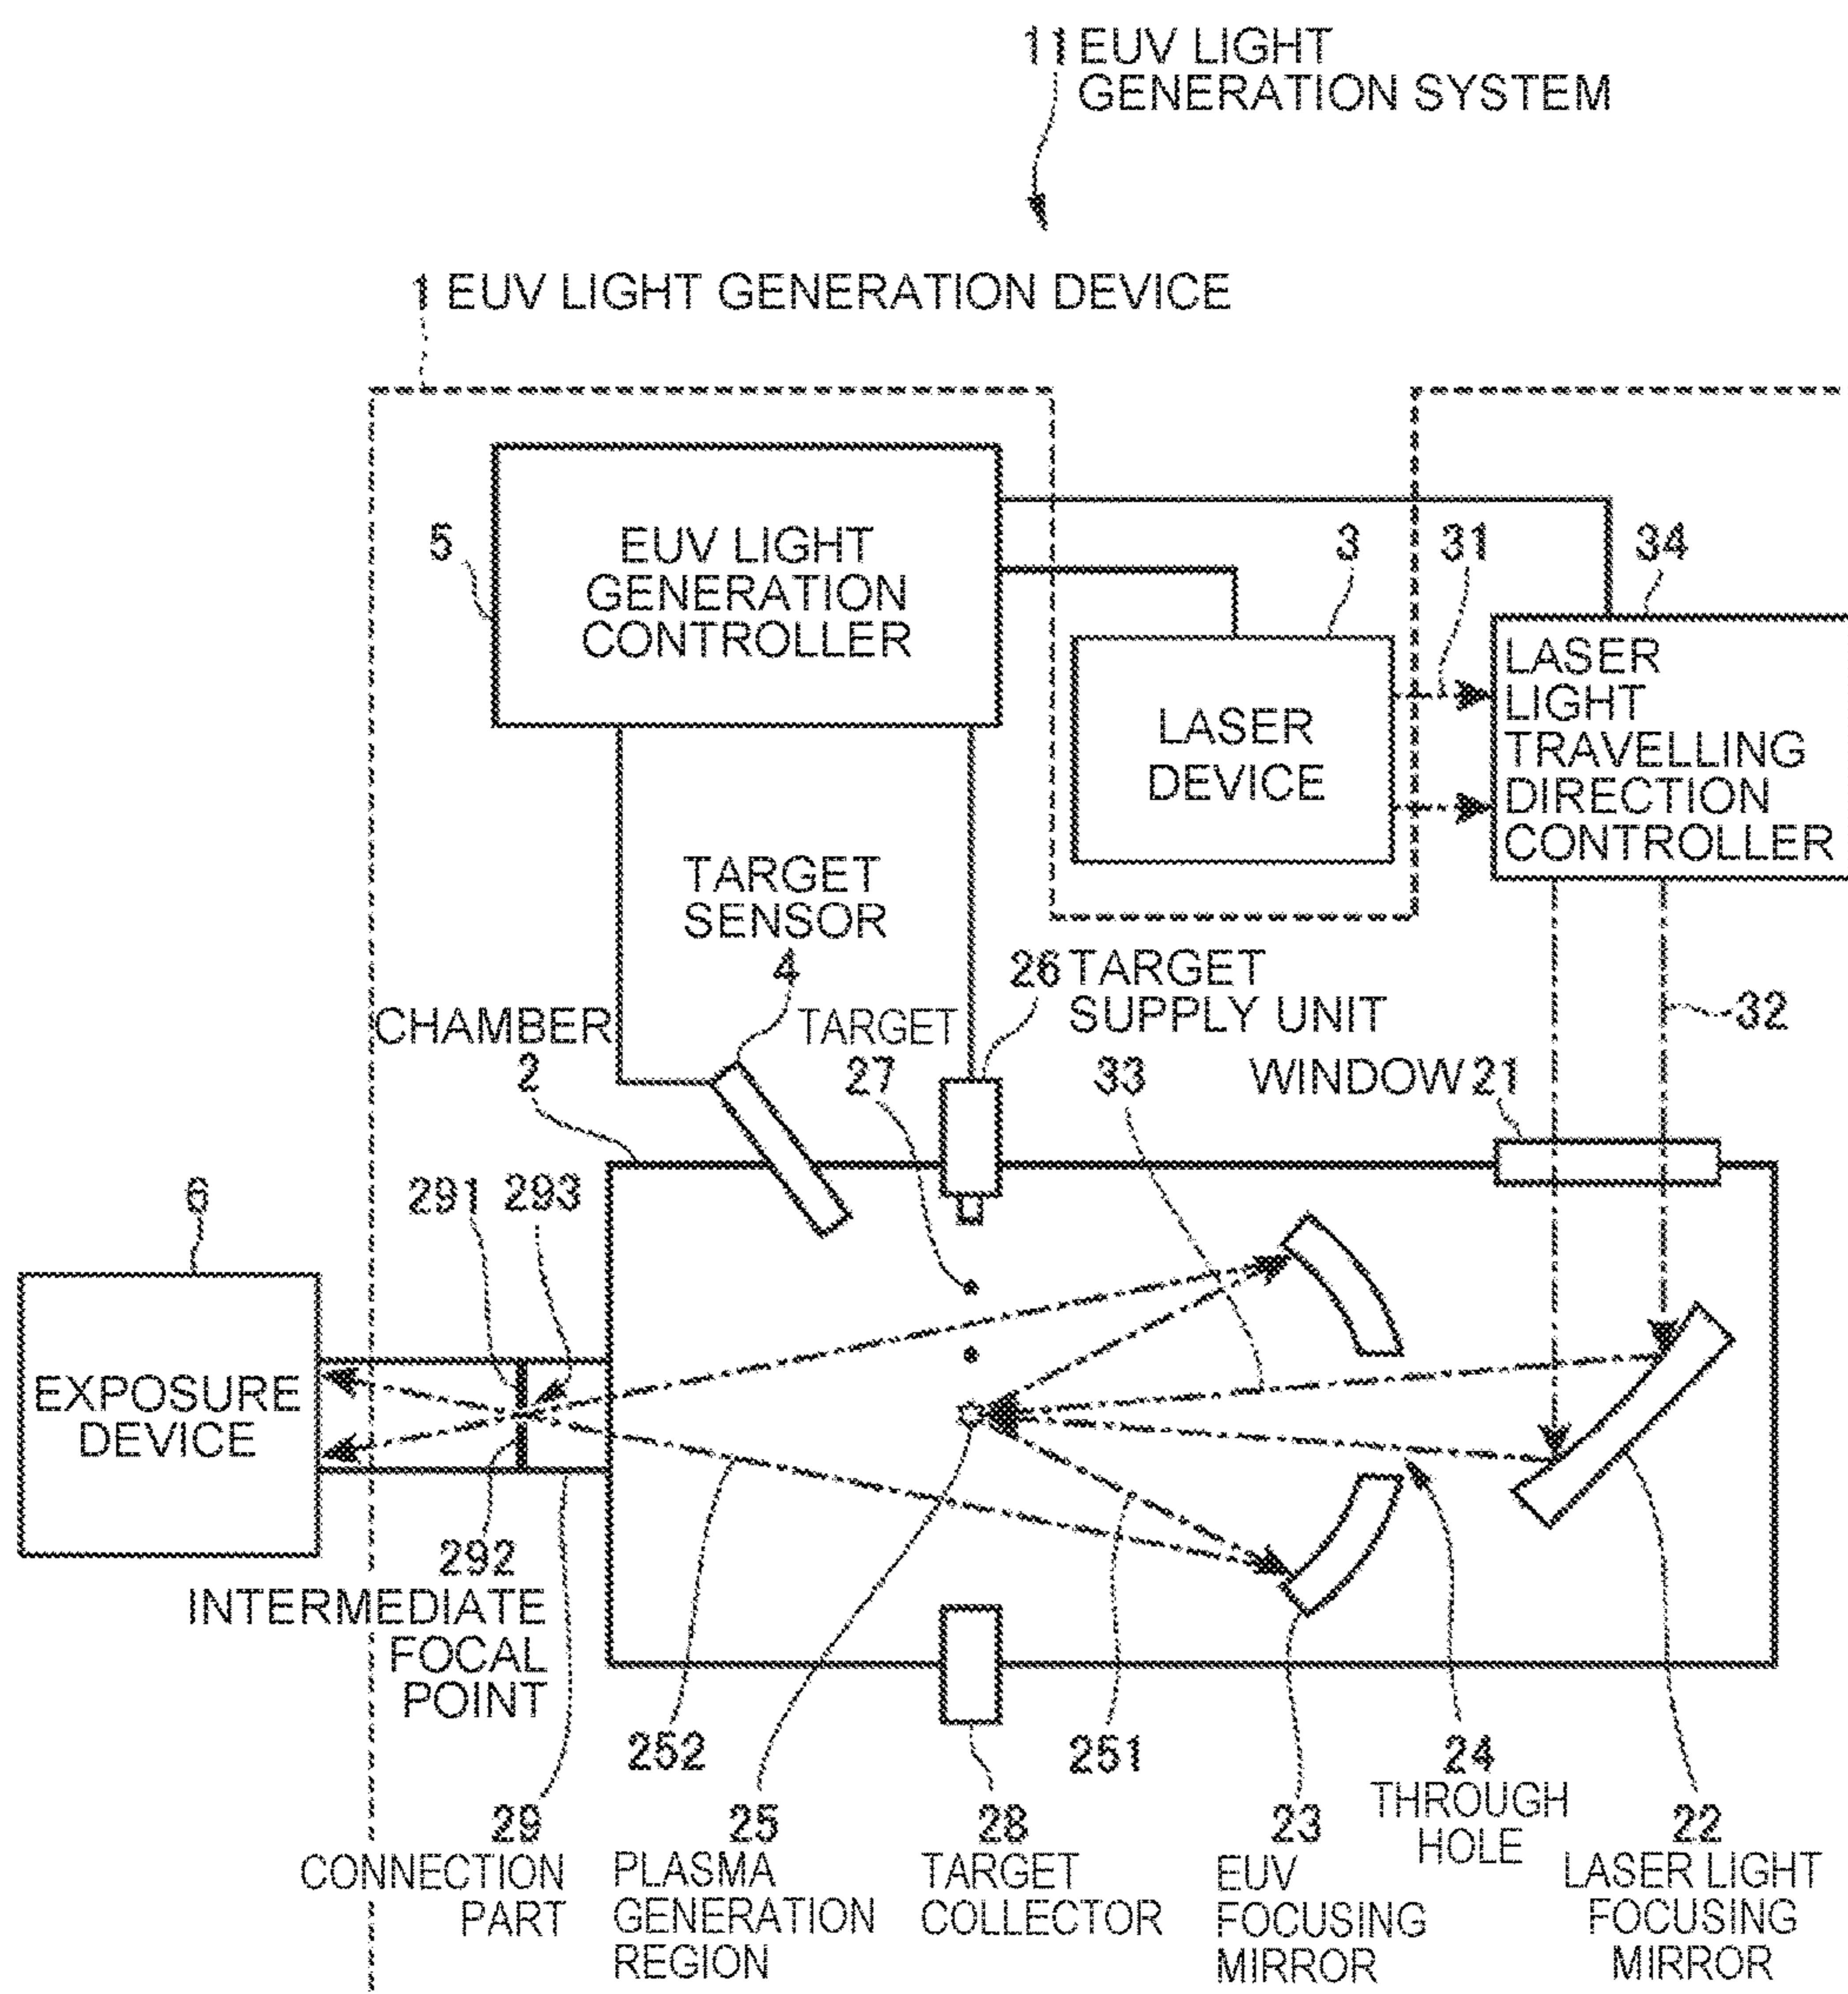 11 EUV LIGHT
GENERATION SYSTEM
1 EUV LIGHT GENERATION DEVICE
5
EUV LIGHT
GENERATION
CONTROLLER
3
31
34
LASER
DEVICE
LASER
LIGHT
TRAVELLING
DIRECTION
CONTROLLER
TARGET
SENSOR
4
26 TARGET
SUPPLY UNIT
32
CHAMBER
2
TARGET
27
33
WINDOW 21
6
291
293
EXPOSURE
DEVICE
292
INTERMEDIATE
FOCAL
POINT
252
251
24
THROUGH
HOLE
29
CONNECTION
PART
25
PLASMA
GENERATION
REGION
28
TARGET
COLLECTOR
23
EUV
FOCUSING
MIRROR
22
LASER LIGHT
FOCUSING
MIRROR